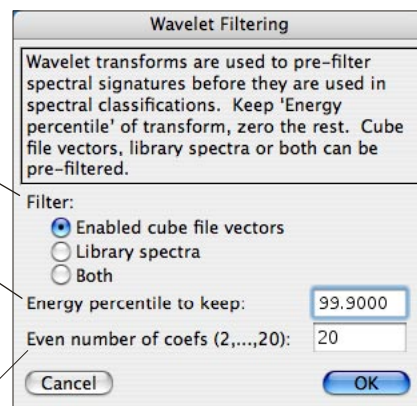 Wavelet Filtering
Wavelet transforms are used to pre-filter
spectral signatures before they are used in
spectral classifications. Keep 'Energy
percentile' of transform, zero the rest. Cube
file vectors, library spectra or both can be
pre-filtered.
Filter:
Enabled cube file vectors
Library spectra
Both
Energy percentile to keep: 99.9000
Even number of coefs (2,...,20): 20
Cancel OK